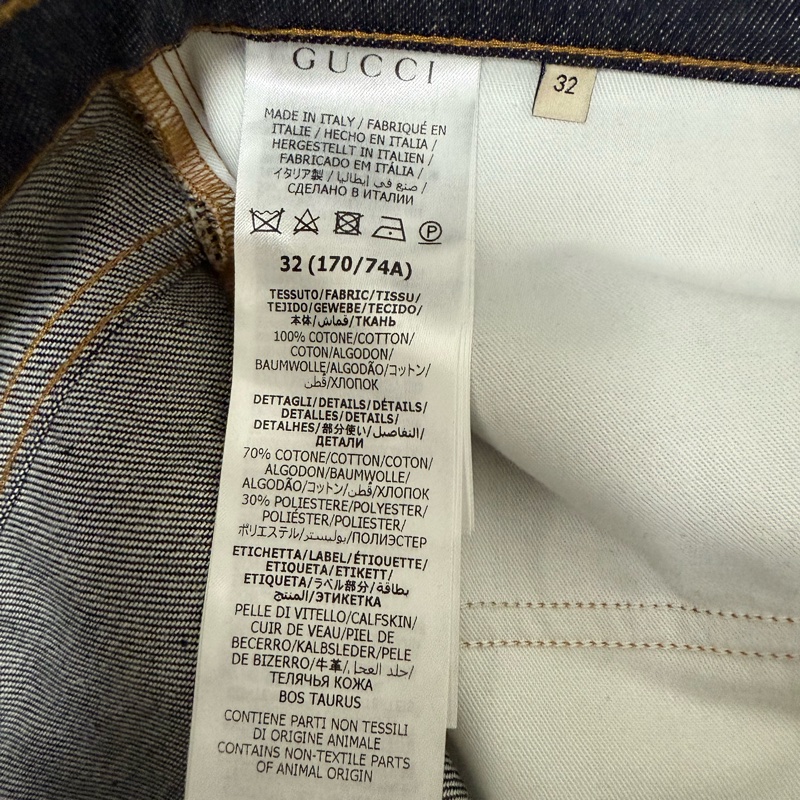 GUCCI
32
MADE IN ITALY / FABRIQUÉ EN
ITALIE / HECHO EN ITALIA /
HERGESTELLT IN ITALIEN /
FABRICADO EM ITÁLIA /
イタリア製 / صنع في ايطاليا /
СДЕЛАНО В ИТАЛИИ
P
32 (170/74A)
TESSUTO/FABRIC/TISSU/
TEJIDO/GEWEBE/TECIDO/
本体/قماش/ТКАНЬ
100% COTONE/COTTON/
COTON/ALGODON/
BAUMWOLLE/ALGODÃO/コットン/
قطن/ХЛОПОК
DETTAGLI/DETAILS/DÉTAILS/
DETALLES/DETAILS/
DETALHES/部分使い/التفاصيل/
ДЕТАЛИ
70% COTONE/COTTON/COTON/
ALGODON/BAUMWOLLE/
ALGODÃO/コットン/قطن/ХЛОПОК
30% POLIESTERE/POLYESTER/
POLIÉSTER/POLIESTER/
ポリエステル/بوليستر/ПОЛИЭСТЕР
ETICHETTA/LABEL/ÉTIQUETTE/
ETIQUETA/ETIKETT/
ETIQUETA/ラベル部分/بطاقة
المنتج/ЭТИКЕТКА
PELLE DI VITELLO/CALFSKIN/
CUIR DE VEAU/PIEL DE
BECERRO/KALBSLEDER/PELE
DE BIZERRO/牛革/جلد العجل/
ТЕЛЯЧЬЯ КОЖА
BOS TAURUS
CONTIENE PARTI NON TESSILI
DI ORIGINE ANIMALE
CONTAINS NON-TEXTILE PARTS
OF ANIMAL ORIGIN